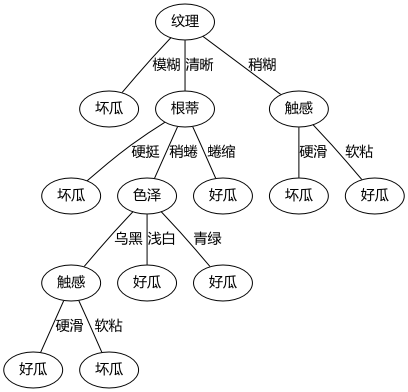 纹理
模糊 清晰 稍糊
坏瓜 根蒂 触感
硬挺 稍蜷 蜷缩 硬滑 软粘
坏瓜 色泽 好瓜 坏瓜 好瓜
乌黑 浅白 青绿
触感 好瓜 好瓜
硬滑 软粘
好瓜 坏瓜